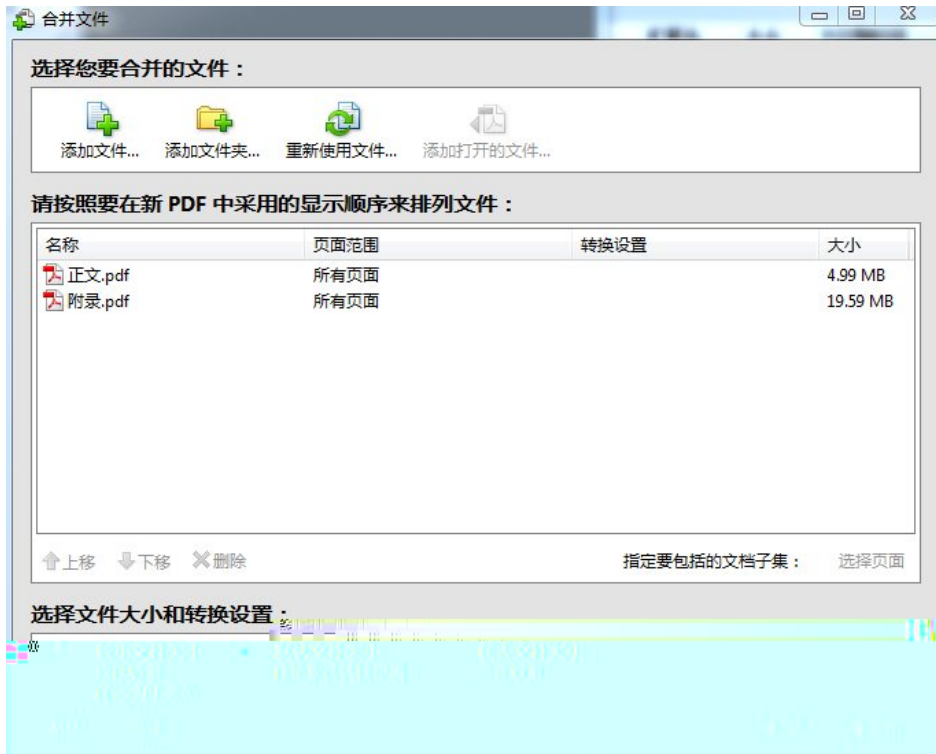 合并文件
选择您要合并的文件：
添加文件... 添加文件夹... 重新使用文件... 添加打开的文件...
请按照要在新 PDF 中采用的显示顺序来排列文件：
名称 页面范围 转换设置 大小
正文.pdf 所有页面 4.99 MB
附录.pdf 所有页面 19.59 MB
上移 下移 删除 指定要包括的文档子集： 选择页面
选择文件大小和转换设置：